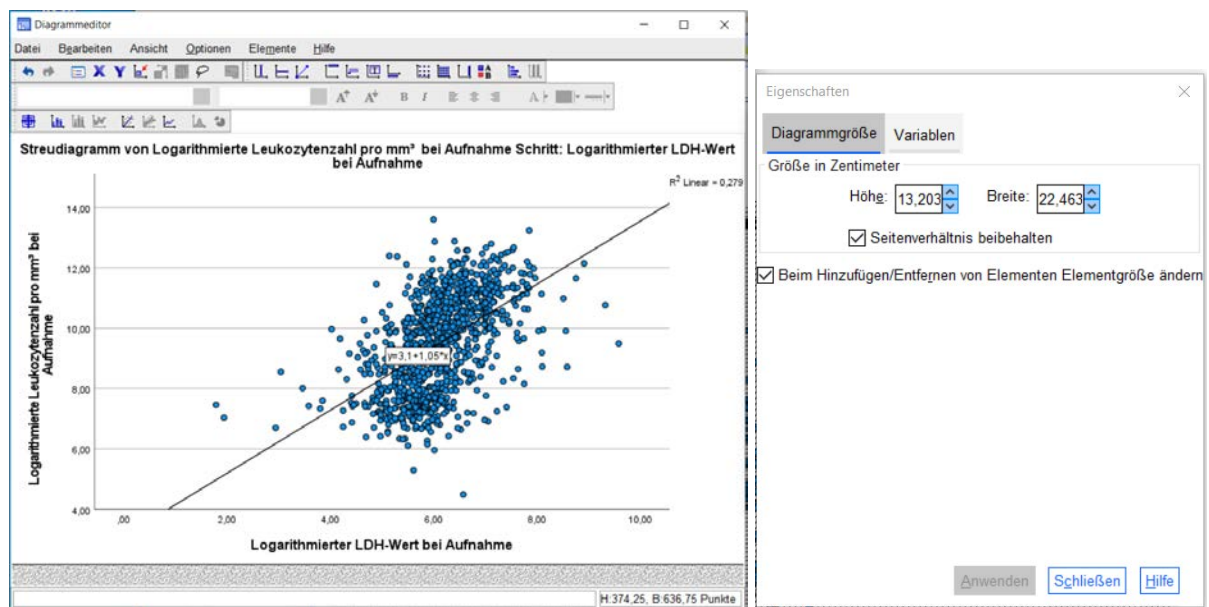 Diagrammeditor
Datei Bearbeiten Ansicht Optionen Elemente Hilfe
X Y
A B I A
Streudiagramm von Logarithmierte Leukozytenzahl pro mm³ bei Aufnahme Schritt: Logarithmierter LDH-Wert
bei Aufnahme
R² Linear = 0,279
14,00
12,00
10,00
8,00
6,00
4,00
Logarithmierte Leukozytenzahl pro mm³ bei
Aufnahme
y=3,1+1,05*x
,00 2,00 4,00 6,00 8,00 10,00
Logarithmierter LDH-Wert bei Aufnahme
H:374,25, B:636,75 Punkte
Eigenschaften
Diagrammgröße Variablen
Größe in Zentimeter
Höhe: 13,203 Breite: 22,463
Seitenverhältnis beibehalten
Beim Hinzufügen/Entfernen von Elementen Elementgröße ändern
Anwenden Schließen Hilfe